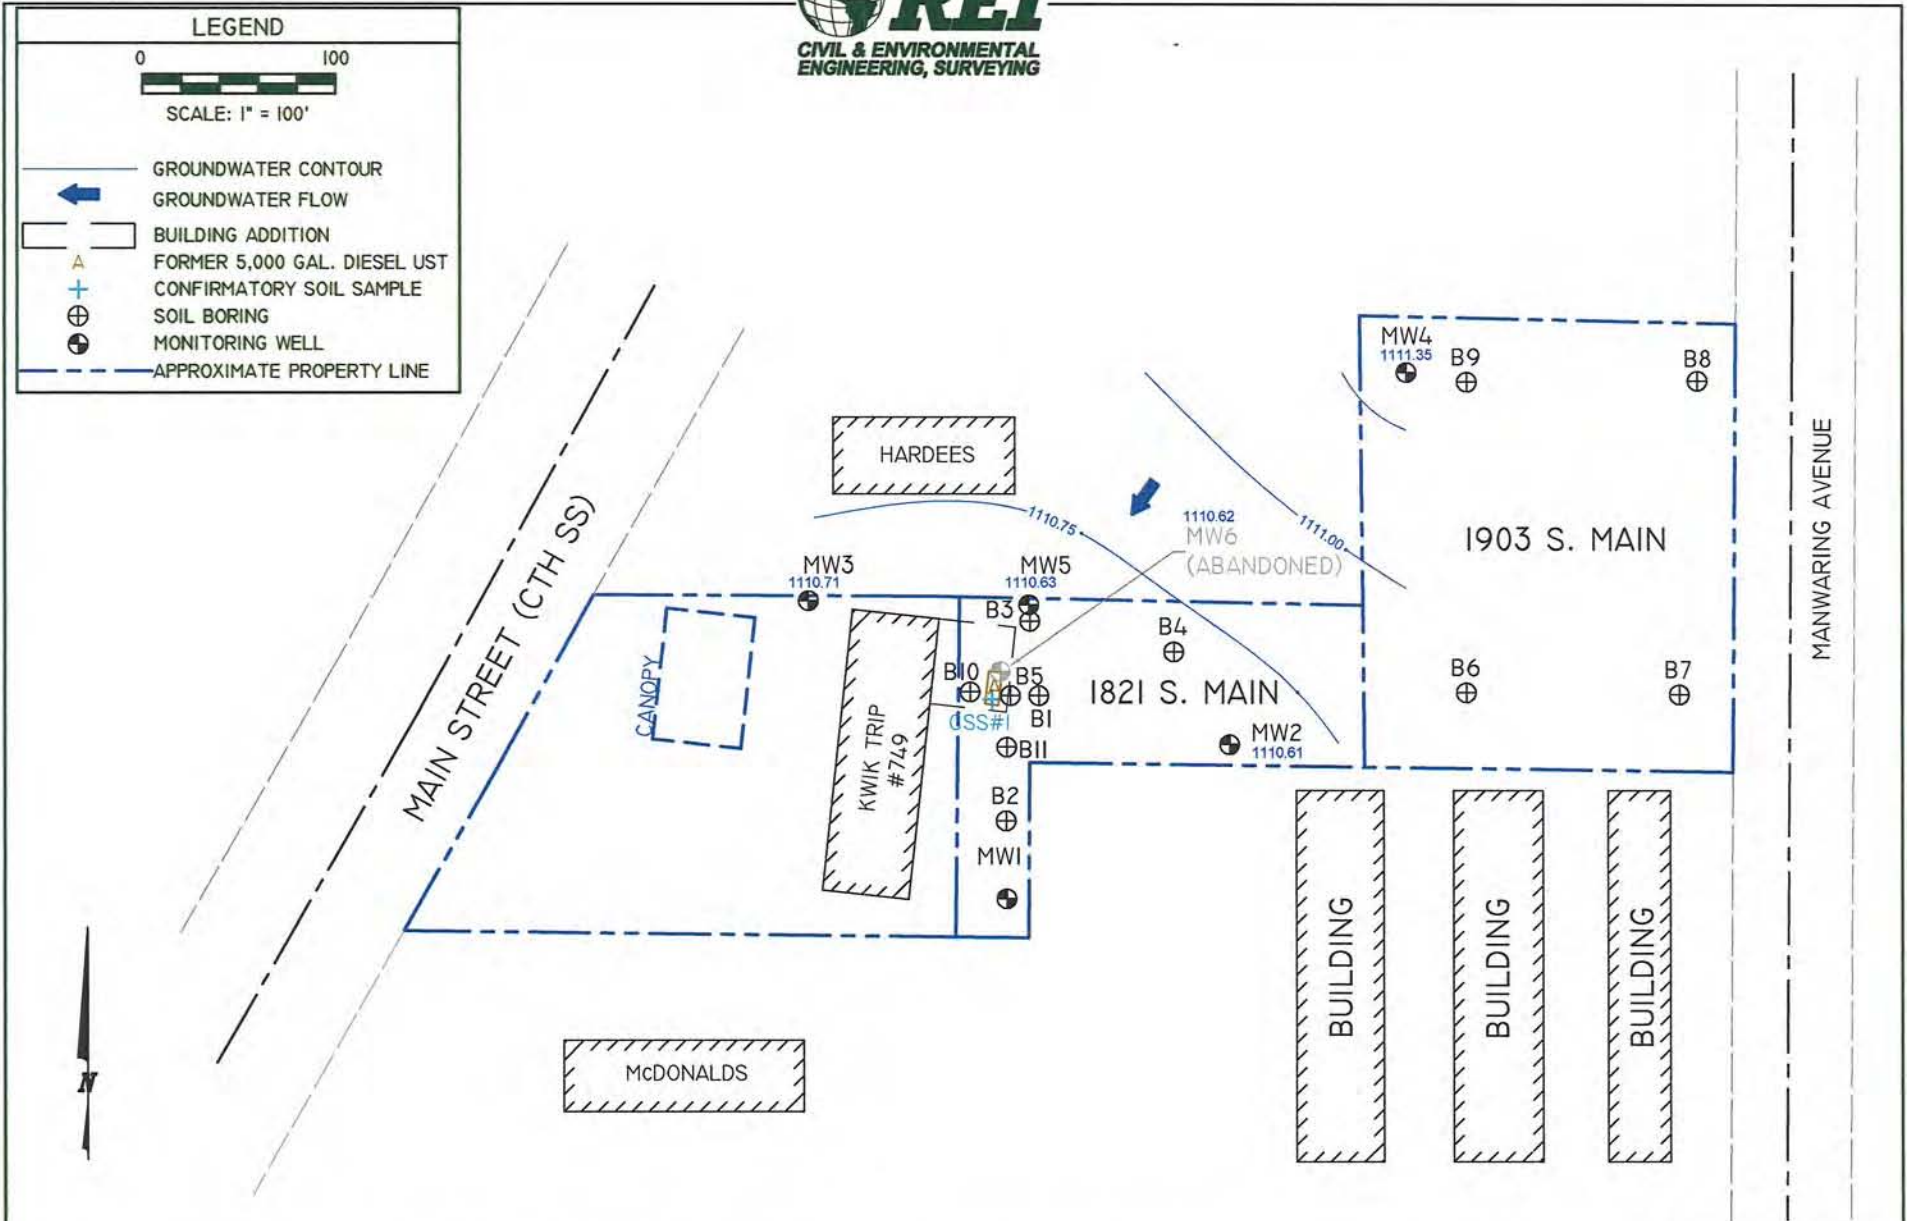 REI
CIVIL & ENVIRONMENTAL
ENGINEERING, SURVEYING
LEGEND
0 100
SCALE: 1" = 100'
GROUNDWATER CONTOUR
GROUNDWATER FLOW
BUILDING ADDITION
A FORMER 5,000 GAL. DIESEL UST
CONFIRMATORY SOIL SAMPLE
SOIL BORING
MONITORING WELL
APPROXIMATE PROPERTY LINE
MW4
1111.35
B9
B8
HARDEES
MANWARING AVENUE
MAIN STREET (CTH SS)
1110.75
1110.62
MW6
(ABANDONED)
1111.00
1903 S. MAIN
MW3
1110.71
MW5
1110.63
B3
B4
CANOPY
B10
A
B5
CSS#1
B1
1821 S. MAIN
B6
B7
B11
MW2
1110.61
KWIK TRIP
#749
B2
MW1
BUILDING
BUILDING
BUILDING
McDONALDS
N